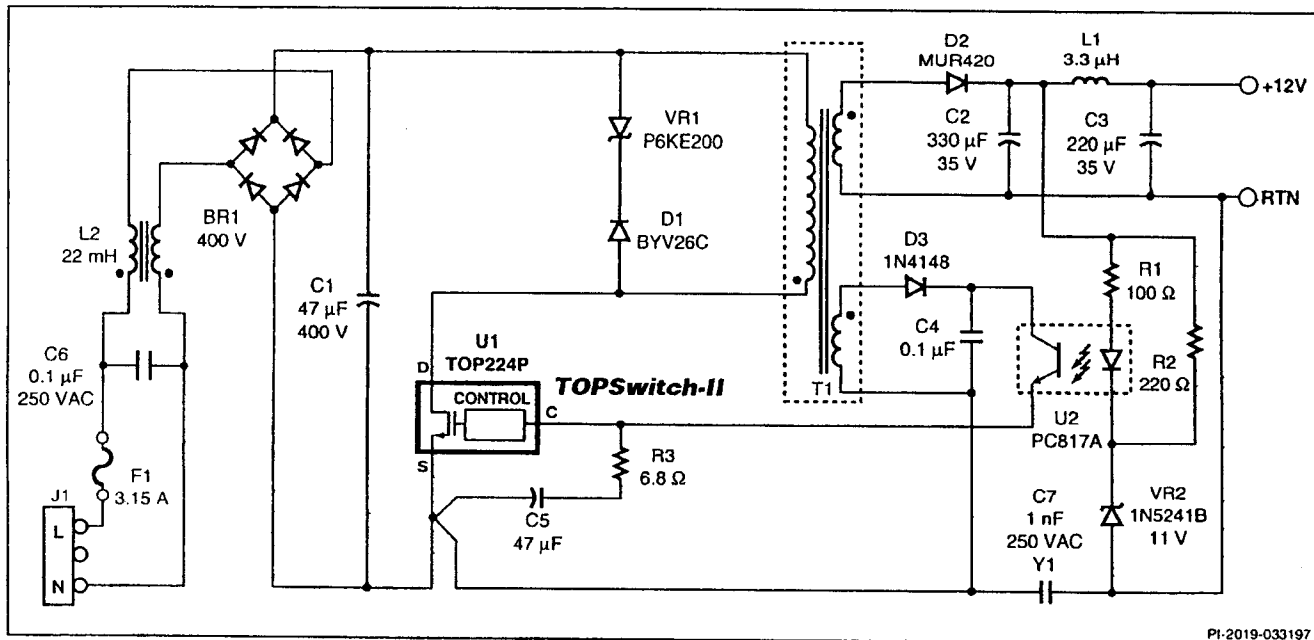 D2
MUR420
L1
3.3 µH
+12V
C2
330 µF
35 V
C3
220 µF
35 V
RTN
VR1
P6KE200
D1
BYV26C
BR1
400 V
L2
22 mH
C1
47 µF
400 V
D3
1N4148
R1
100 Ω
C4
0.1 µF
R2
220 Ω
T1
U2
PC817A
U1
TOP224P
TOPSwitch-II
D
CONTROL
C
S
C6
0.1 µF
250 VAC
F1
3.15 A
J1
L
N
R3
6.8 Ω
C5
47 µF
C7
1 nF
250 VAC
Y1
VR2
1N5241B
11 V
PI-2019-033197